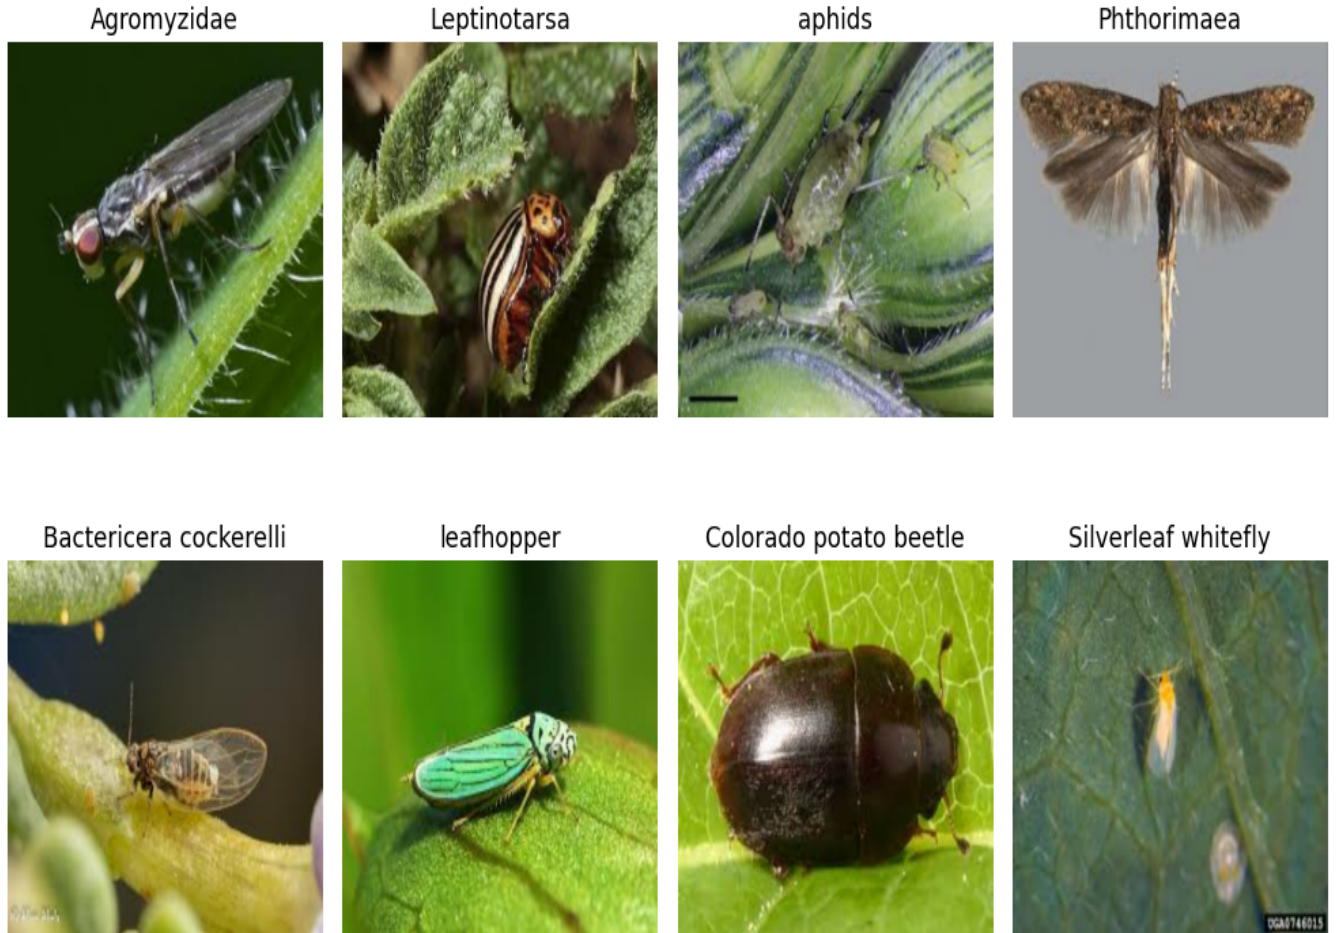 Agromyzidae
Leptinotarsa
aphids
Phthorimaea
Bactericera cockerelli
leafhopper
Colorado potato beetle
Silverleaf whitefly
UGA0746015